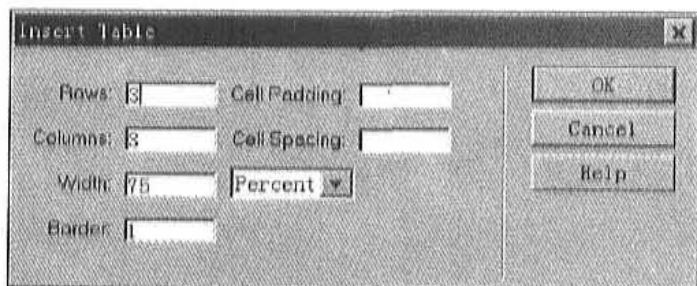 Insert Table
Rows: 3 Cell Padding: OK
Columns: 3 Cell Spacing: Cancel
Width: 75 Percent Help
Border: 1